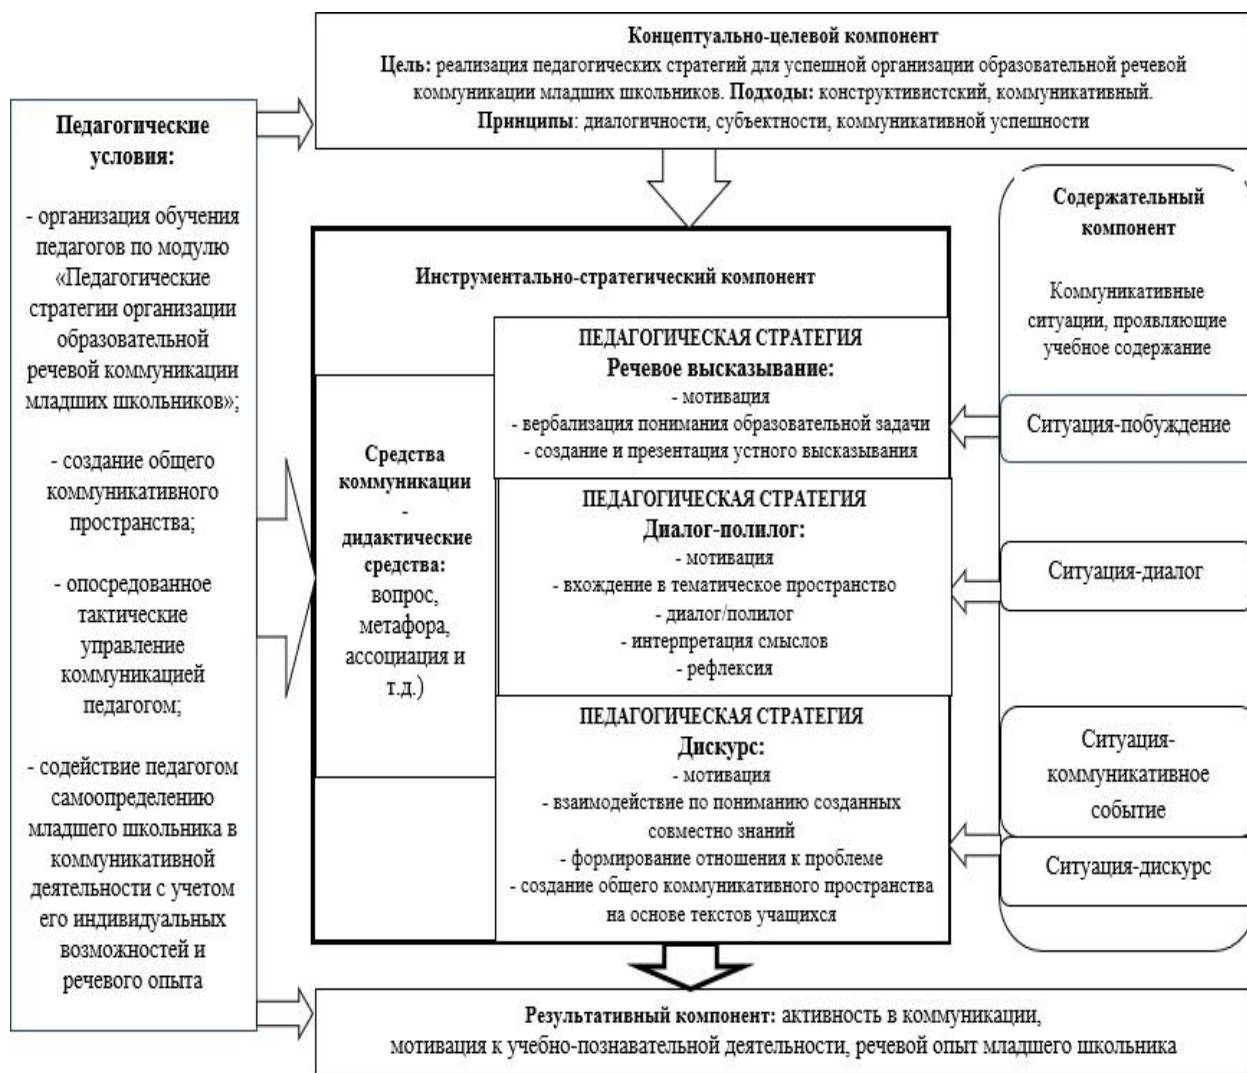 Концептуально-целевой компонент
Цель: реализация педагогических стратегий для успешной организации образовательной речевой
коммуникации младших школьников. Подходы: конструктивистский, коммуникативный.
Принципы: диалогичности, субъектности, коммуникативной успешности
Педагогические
условия:
- организация обучения
педагогов по модулю
«Педагогические
стратегии организации
образовательной
речевой коммуникации
младших школьников»;
- создание общего
коммуникативного
пространства;
- опосредованное
тактические
управление
коммуникацией
педагогом;
- содействие педагогом
самоопределению
младшего школьника в
коммуникативной
деятельности с учетом
его индивидуальных
возможностей и
речевого опыта
Инструментально-стратегический компонент
Средства
коммуникации
-
дидактические
средства:
вопрос,
метафора,
ассоциация и
т.д.)
ПЕДАГОГИЧЕСКАЯ СТРАТЕГИЯ
Речевое высказывание:
- мотивация
- вербализация понимания образовательной задачи
- создание и презентация устного высказывания
ПЕДАГОГИЧЕСКАЯ СТРАТЕГИЯ
Диалог-полилог:
- мотивация
- вхождение в тематическое пространство
- диалог/полилог
- интерпретация смыслов
- рефлексия
ПЕДАГОГИЧЕСКАЯ СТРАТЕГИЯ
Дискурс:
- мотивация
- взаимодействие по пониманию созданных
совместно знаний
- формирование отношения к проблеме
- создание общего коммуникативного пространства
на основе текстов учащихся
Содержательный
компонент
Коммуникативные
ситуации, проявляющие
учебное содержание
Ситуация-побуждение
Ситуация-диалог
Ситуация-
коммуникативное
событие
Ситуация-дискурс
Результативный компонент: активность в коммуникации,
мотивация к учебно-познавательной деятельности, речевой опыт младшего школьника